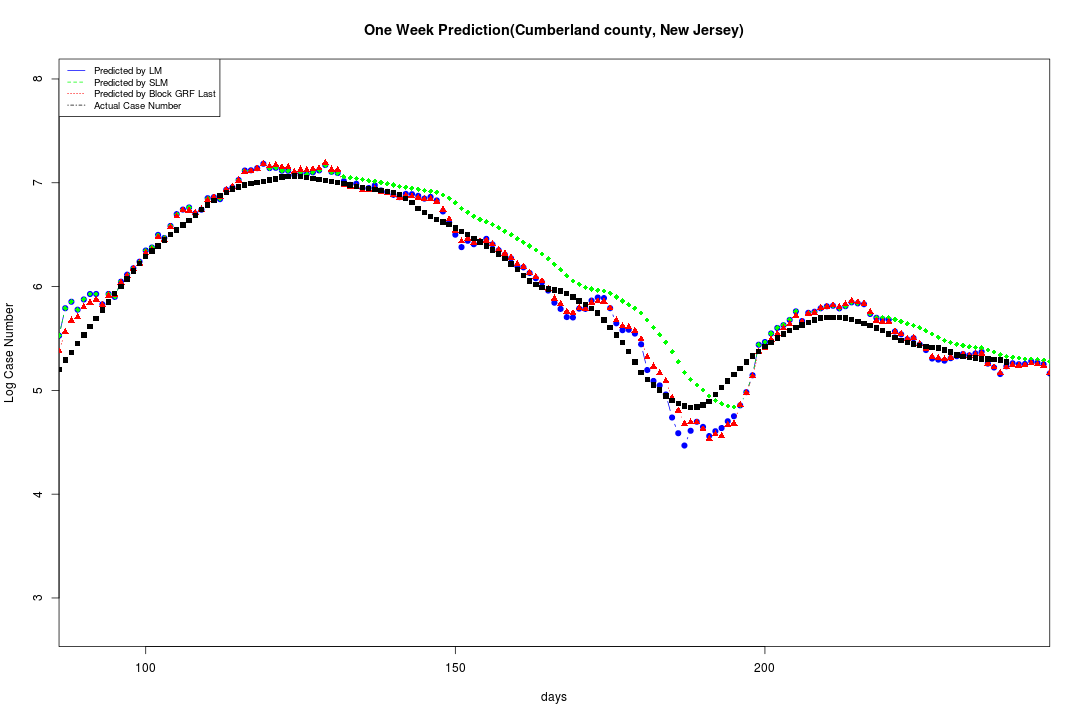 One Week Prediction(Cumberland county, New Jersey)
Predicted by LM
Predicted by SLM
Predicted by Block GRF Last
Actual Case Number
8
7
6
5
4
3
Log Case Number
100 150 200
days